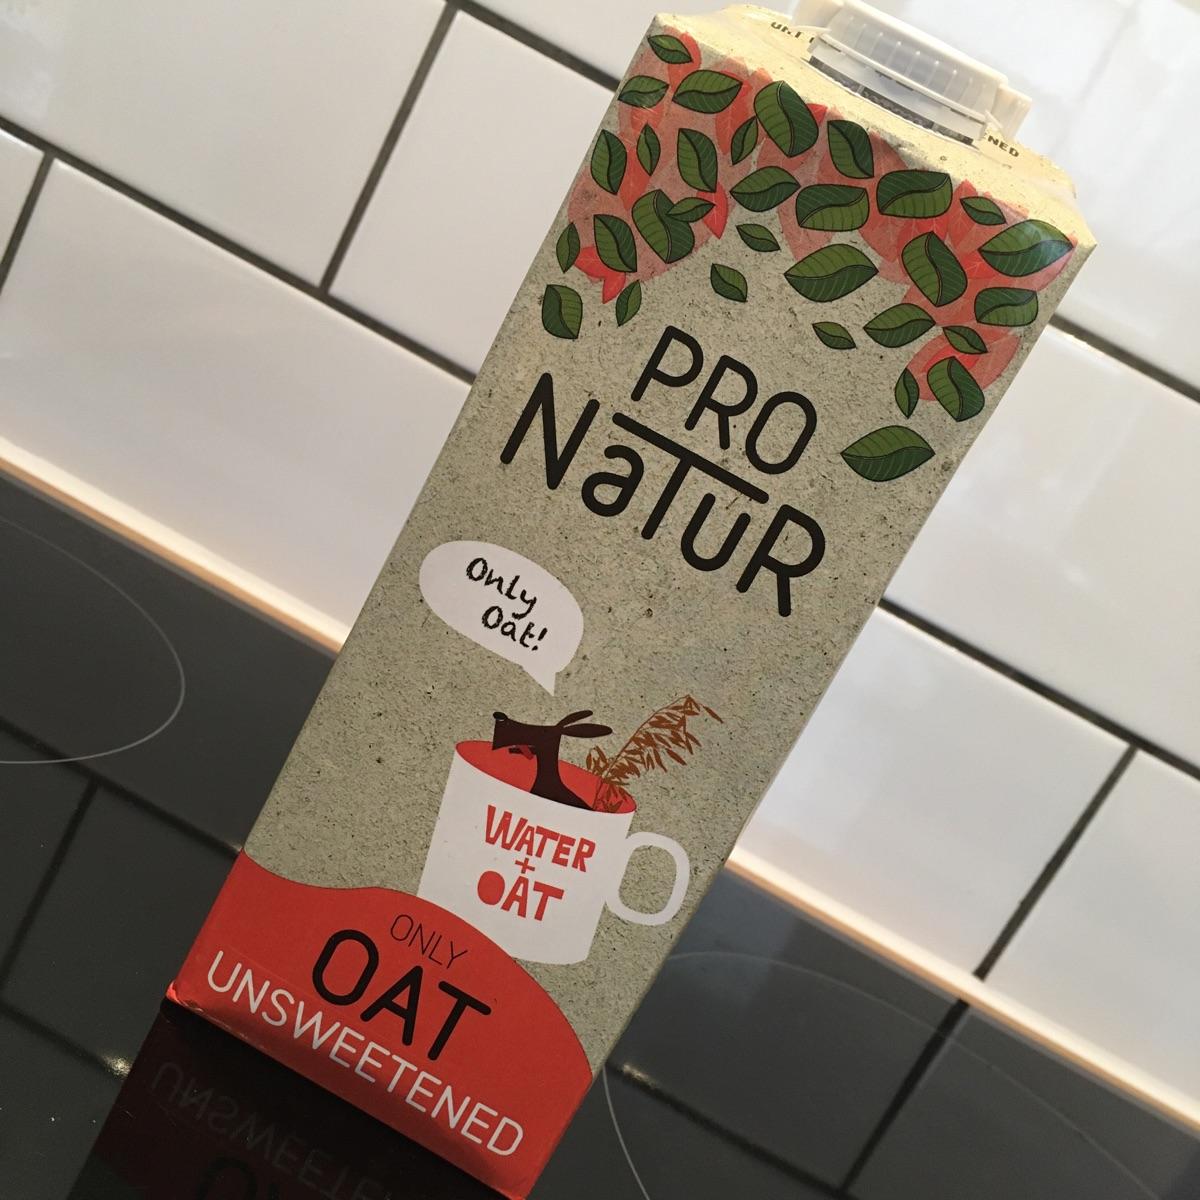 PRO
NaTuR
Only
Oat!
WATER
+
OAT
ONLY
OAT
UNSWEETENED